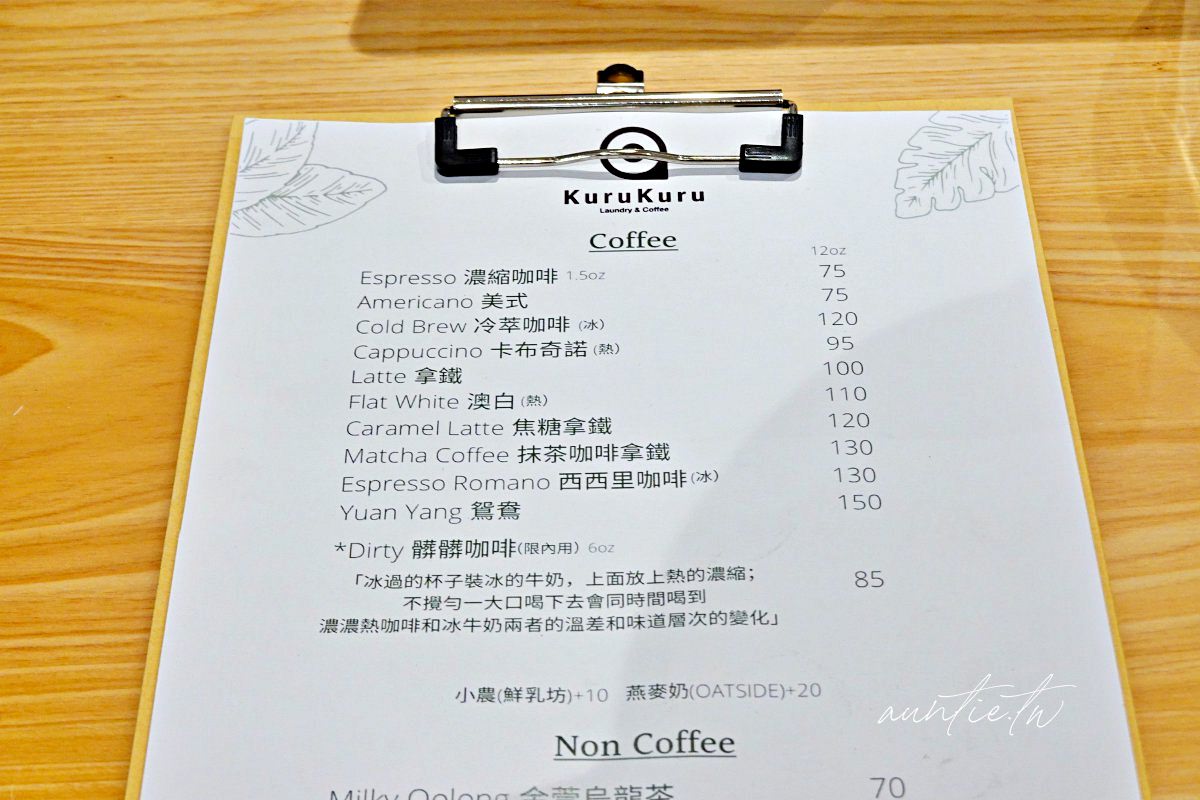 KuruKuru
Laundry & Coffee
Coffee
12oz
Espresso 濃縮咖啡 1.5oz 75
Americano 美式 75
Cold Brew 冷萃咖啡 (冰) 120
Cappuccino 卡布奇諾 (熱) 95
Latte 拿鐵 100
Flat White 澳白 (熱) 110
Caramel Latte 焦糖拿鐵 120
Matcha Coffee 抹茶咖啡拿鐵 130
Espresso Romano 西西里咖啡 (冰) 130
Yuan Yang 鴛鴦 150
*Dirty 髒髒咖啡(限內用) 6oz
「冰過的杯子裝冰的牛奶，上面放上熱的濃縮； 85
不攪勻一大口喝下去會同時間喝到
濃濃熱咖啡和冰牛奶兩者的溫差和味道層次的變化」
小農(鮮乳坊)+10 燕麥奶(OATSIDE)+20
auntie.tw
Non Coffee
Milky Oolong 金萱烏龍茶 70